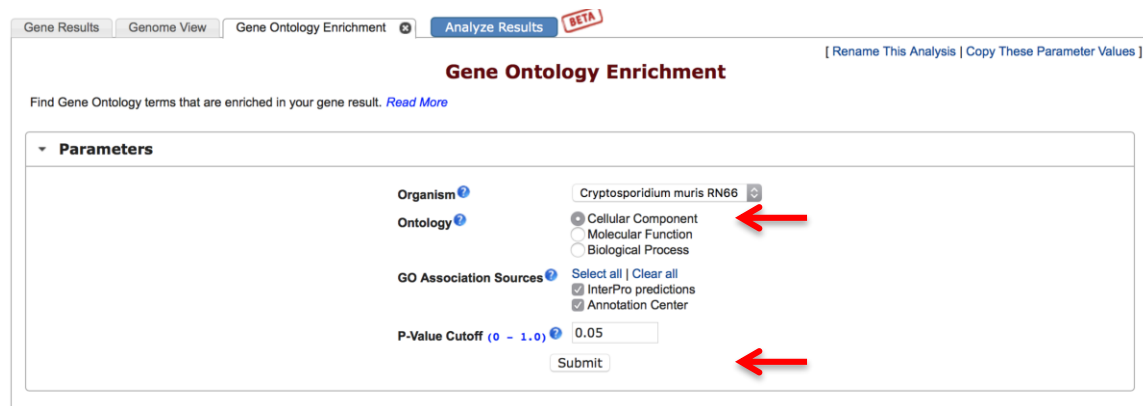 Gene Results Genome View Gene Ontology Enrichment Analyze Results BETA
[ Rename This Analysis | Copy These Parameter Values ]
Gene Ontology Enrichment
Find Gene Ontology terms that are enriched in your gene result. Read More
Parameters
Organism ? Cryptosporidium muris RN66
Ontology ? Cellular Component
Molecular Function
Biological Process
GO Association Sources ? Select all | Clear all
InterPro predictions
Annotation Center
P-Value Cutoff (0 - 1.0) ? 0.05
Submit